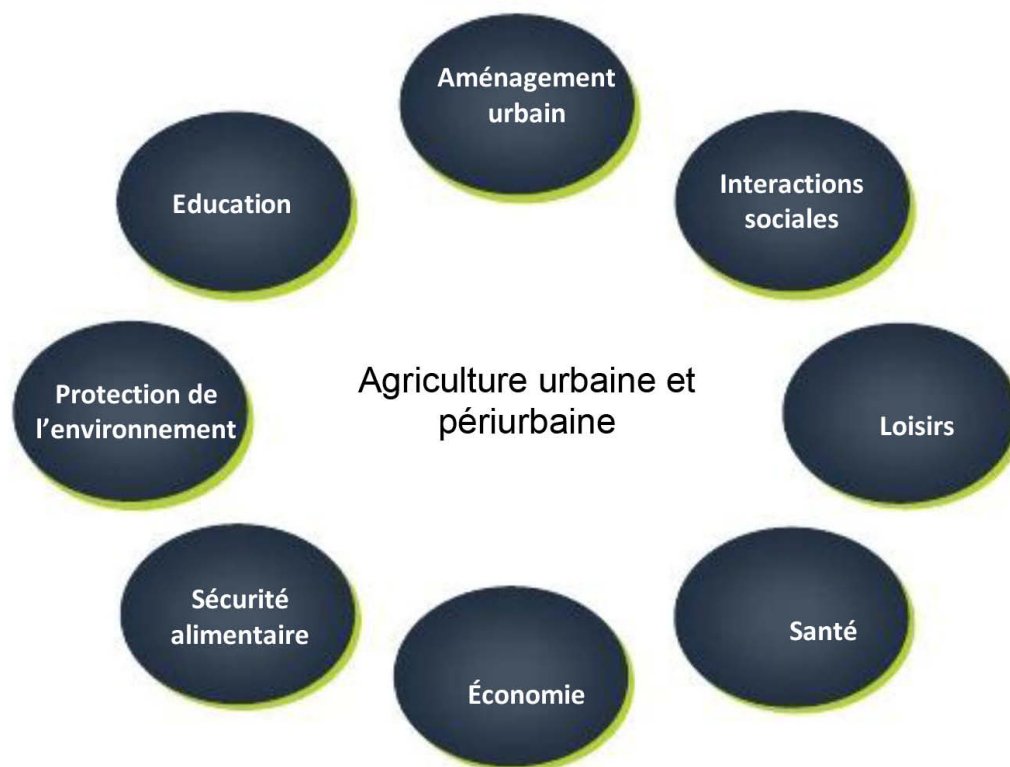 Aménagement
urbain
Interactions
sociales
Education
Protection de
l'environnement
Agriculture urbaine et
périurbaine
Loisirs
Sécurité
alimentaire
Santé
Économie